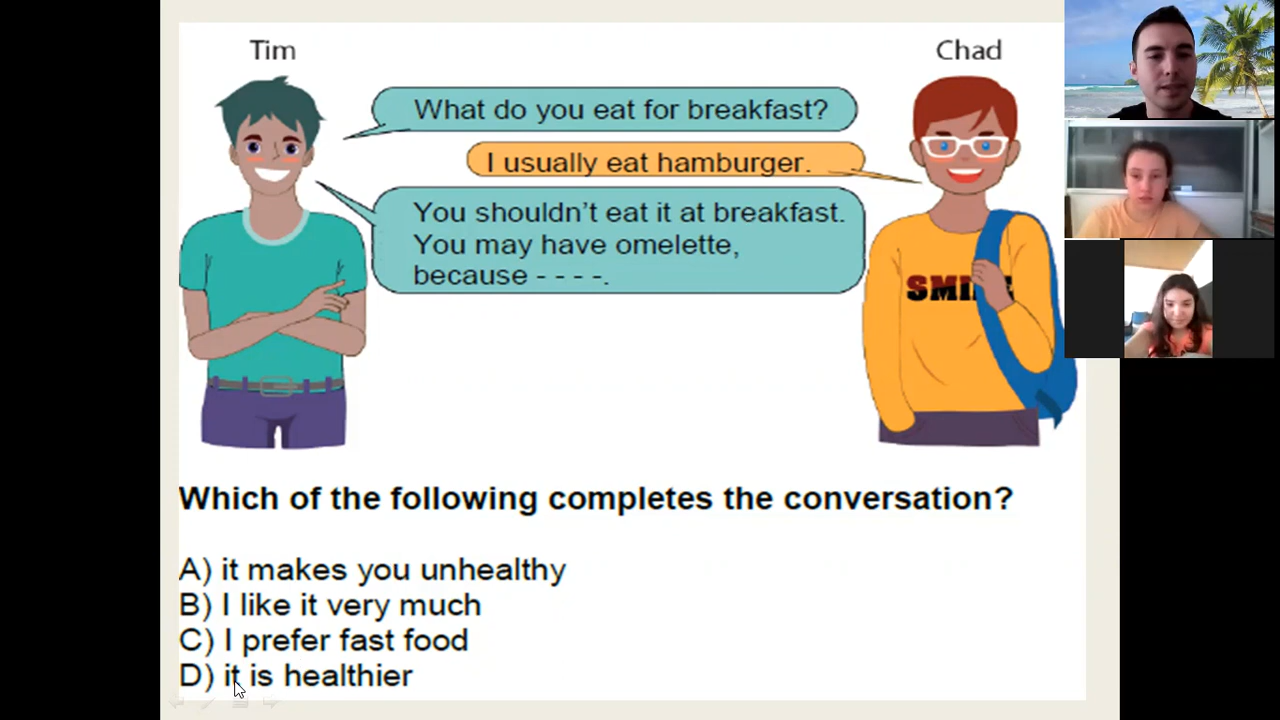 Tim
Chad
What do you eat for breakfast?
I usually eat hamburger.
You shouldn't eat it at breakfast.
You may have omelette,
because - - - -.
SMI
Which of the following completes the conversation?
A) it makes you unhealthy
B) I like it very much
C) I prefer fast food
D) it is healthier